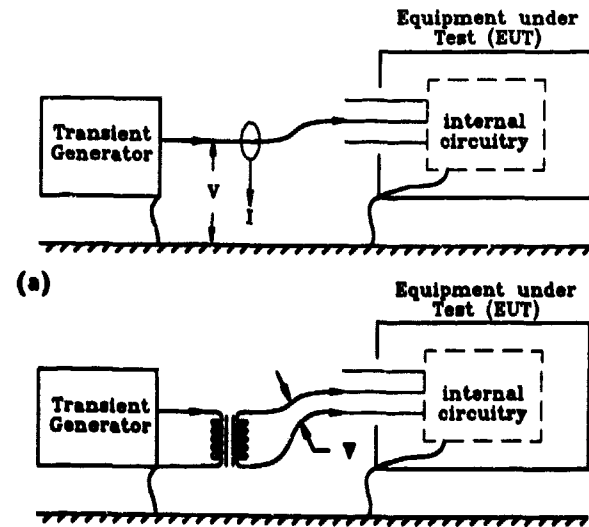 Equipment under
Test (EUT)
Transient
Generator
internal
circuitry
V
I
(a)
Equipment under
Test (EUT)
Transient
Generator
internal
circuitry
V